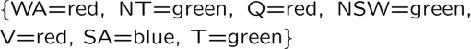 {WA=red, NT=green, Q=red, NSW=green,
V=red, SA=blue, T=green}